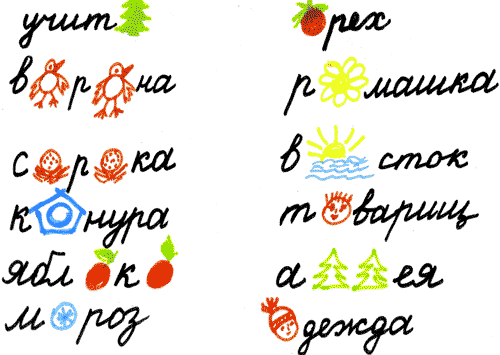 учит
в р на
с р ка
к нура
ябл к
м роз
рех
р машка
в сток
т варищ
а ея
дежда